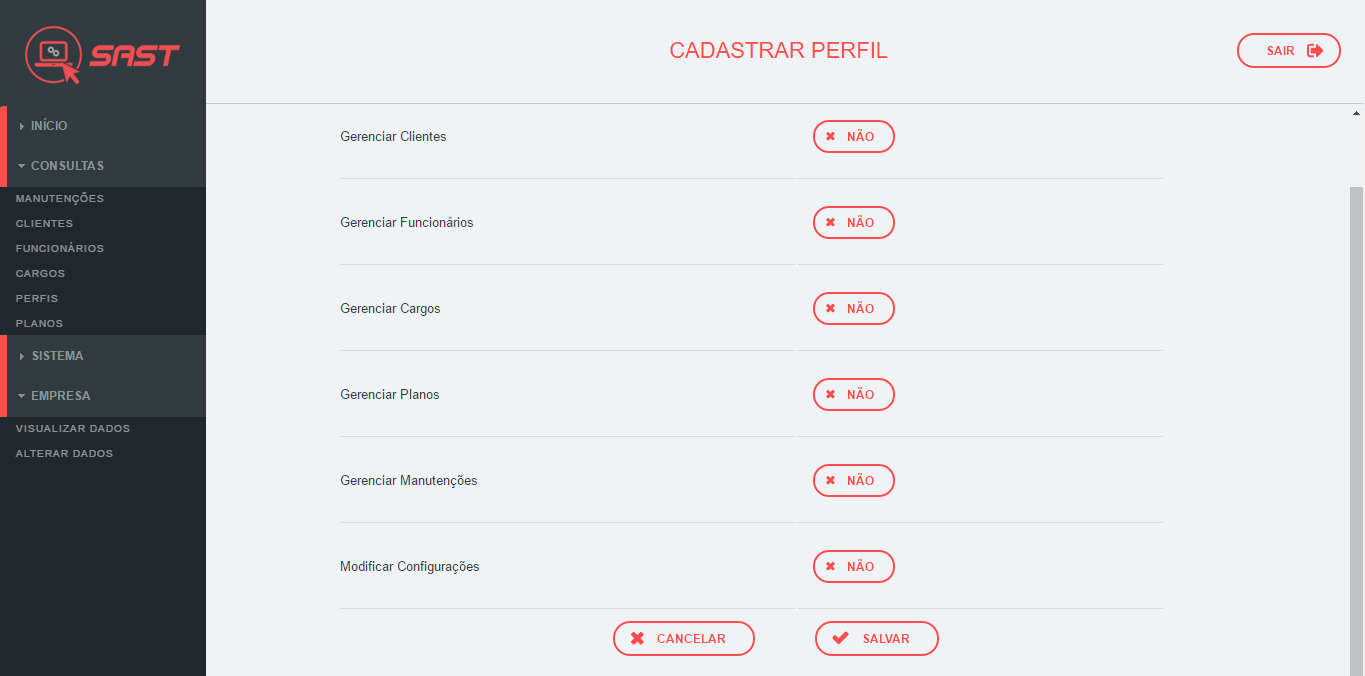 SAST
CADASTRAR PERFIL
SAIR
INÍCIO
CONSULTAS
MANUTENÇÕES
CLIENTES
FUNCIONÁRIOS
CARGOS
PERFIS
PLANOS
SISTEMA
EMPRESA
VISUALIZAR DADOS
ALTERAR DADOS
Gerenciar Clientes NÃO
Gerenciar Funcionários NÃO
Gerenciar Cargos NÃO
Gerenciar Planos NÃO
Gerenciar Manutenções NÃO
Modificar Configurações NÃO
CANCELAR SALVAR